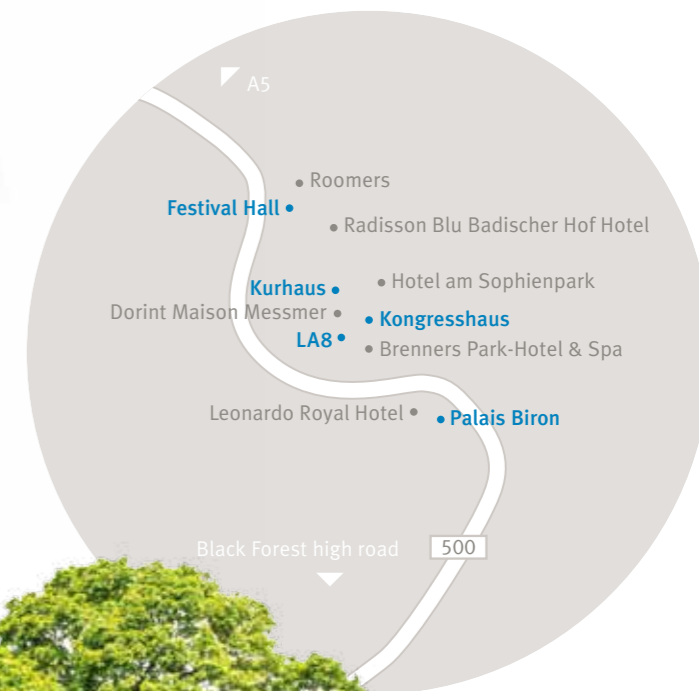 A5
Roomers
Festival Hall
Radisson Blu Badischer Hof Hotel
Hotel am Sophienpark
Kurhaus
Dorint Maison Messmer
Kongresshaus
LA8
Brenners Park-Hotel & Spa
Leonardo Royal Hotel
Palais Biron
Black Forest high road
500